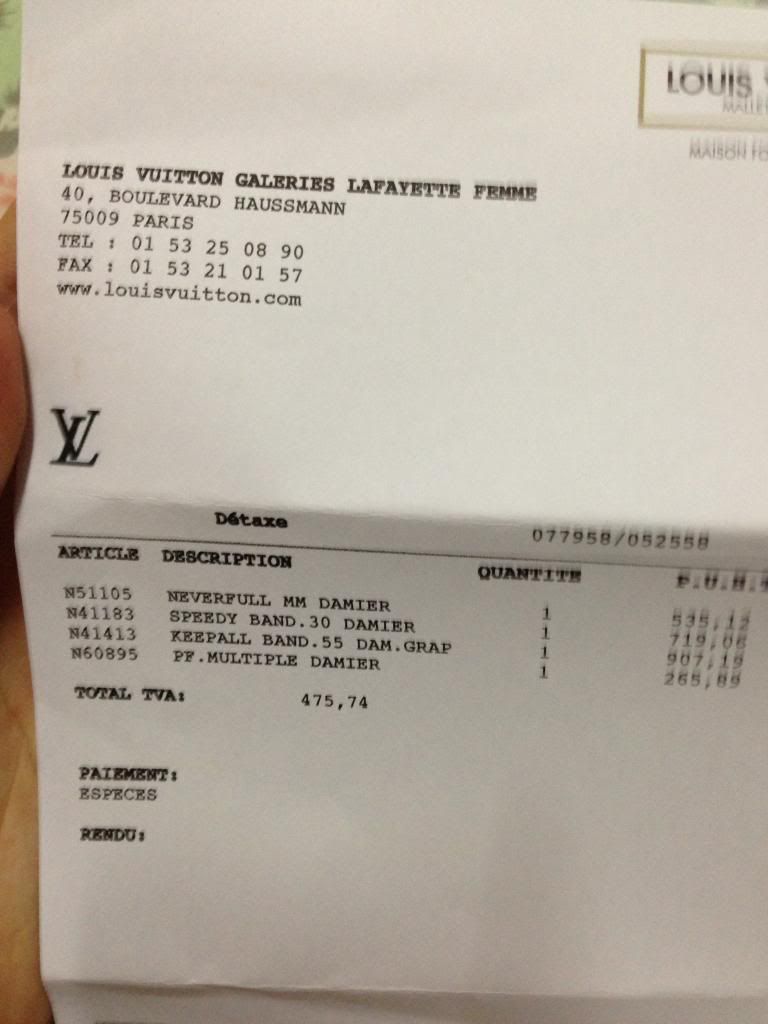 LOUIS
MALLE
MAISON FO
LOUIS VUITTON GALERIES LAFAYETTE FEMME
40, BOULEVARD HAUSSMANN
75009 PARIS
TEL : 01 53 25 08 90
FAX : 01 53 21 01 57
www.louisvuitton.com
LV
Détaxe 077958/052558
ARTICLE DESCRIPTION QUANTITE P.U.H.T
N51105 NEVERFULL MM DAMIER 1 535,12
N41183 SPEEDY BAND.30 DAMIER 1 719,06
N41413 KEEPALL BAND.55 DAM.GRAP 1 907,19
N60895 PF.MULTIPLE DAMIER 1 265,89
TOTAL TVA: 475,74
PAIEMENT:
ESPECES
RENDU: